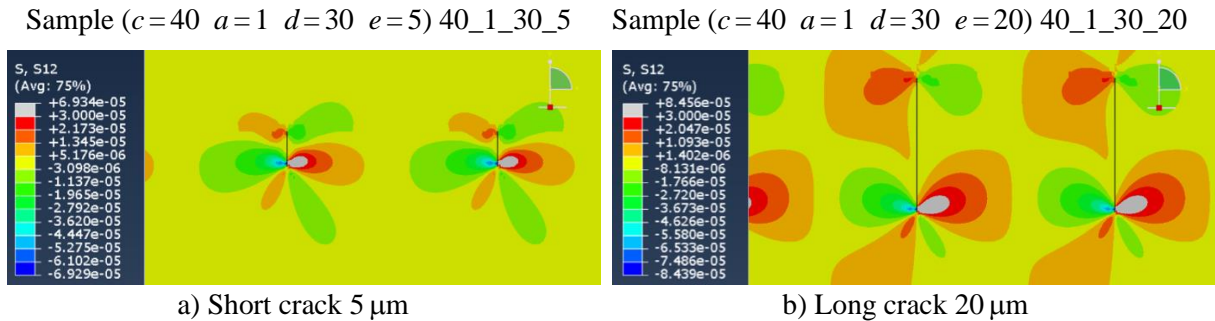 Sample (c=40 a=1 d=30 e=5) 40_1_30_5
Sample (c=40 a=1 d=30 e=20) 40_1_30_20
S, S12
(Avg: 75%)
+6.934e-05
+3.000e-05
+2.173e-05
+1.345e-05
+5.176e-06
-3.098e-06
-1.137e-05
-1.965e-05
-2.792e-05
-3.620e-05
-4.447e-05
-5.275e-05
-6.102e-05
-6.929e-05
S, S12
(Avg: 75%)
+8.456e-05
+3.000e-05
+2.047e-05
+1.093e-05
+1.402e-06
-8.131e-06
-1.766e-05
-2.720e-05
-3.673e-05
-4.626e-05
-5.580e-05
-6.533e-05
-7.486e-05
-8.439e-05
a) Short crack 5 μm
b) Long crack 20 μm